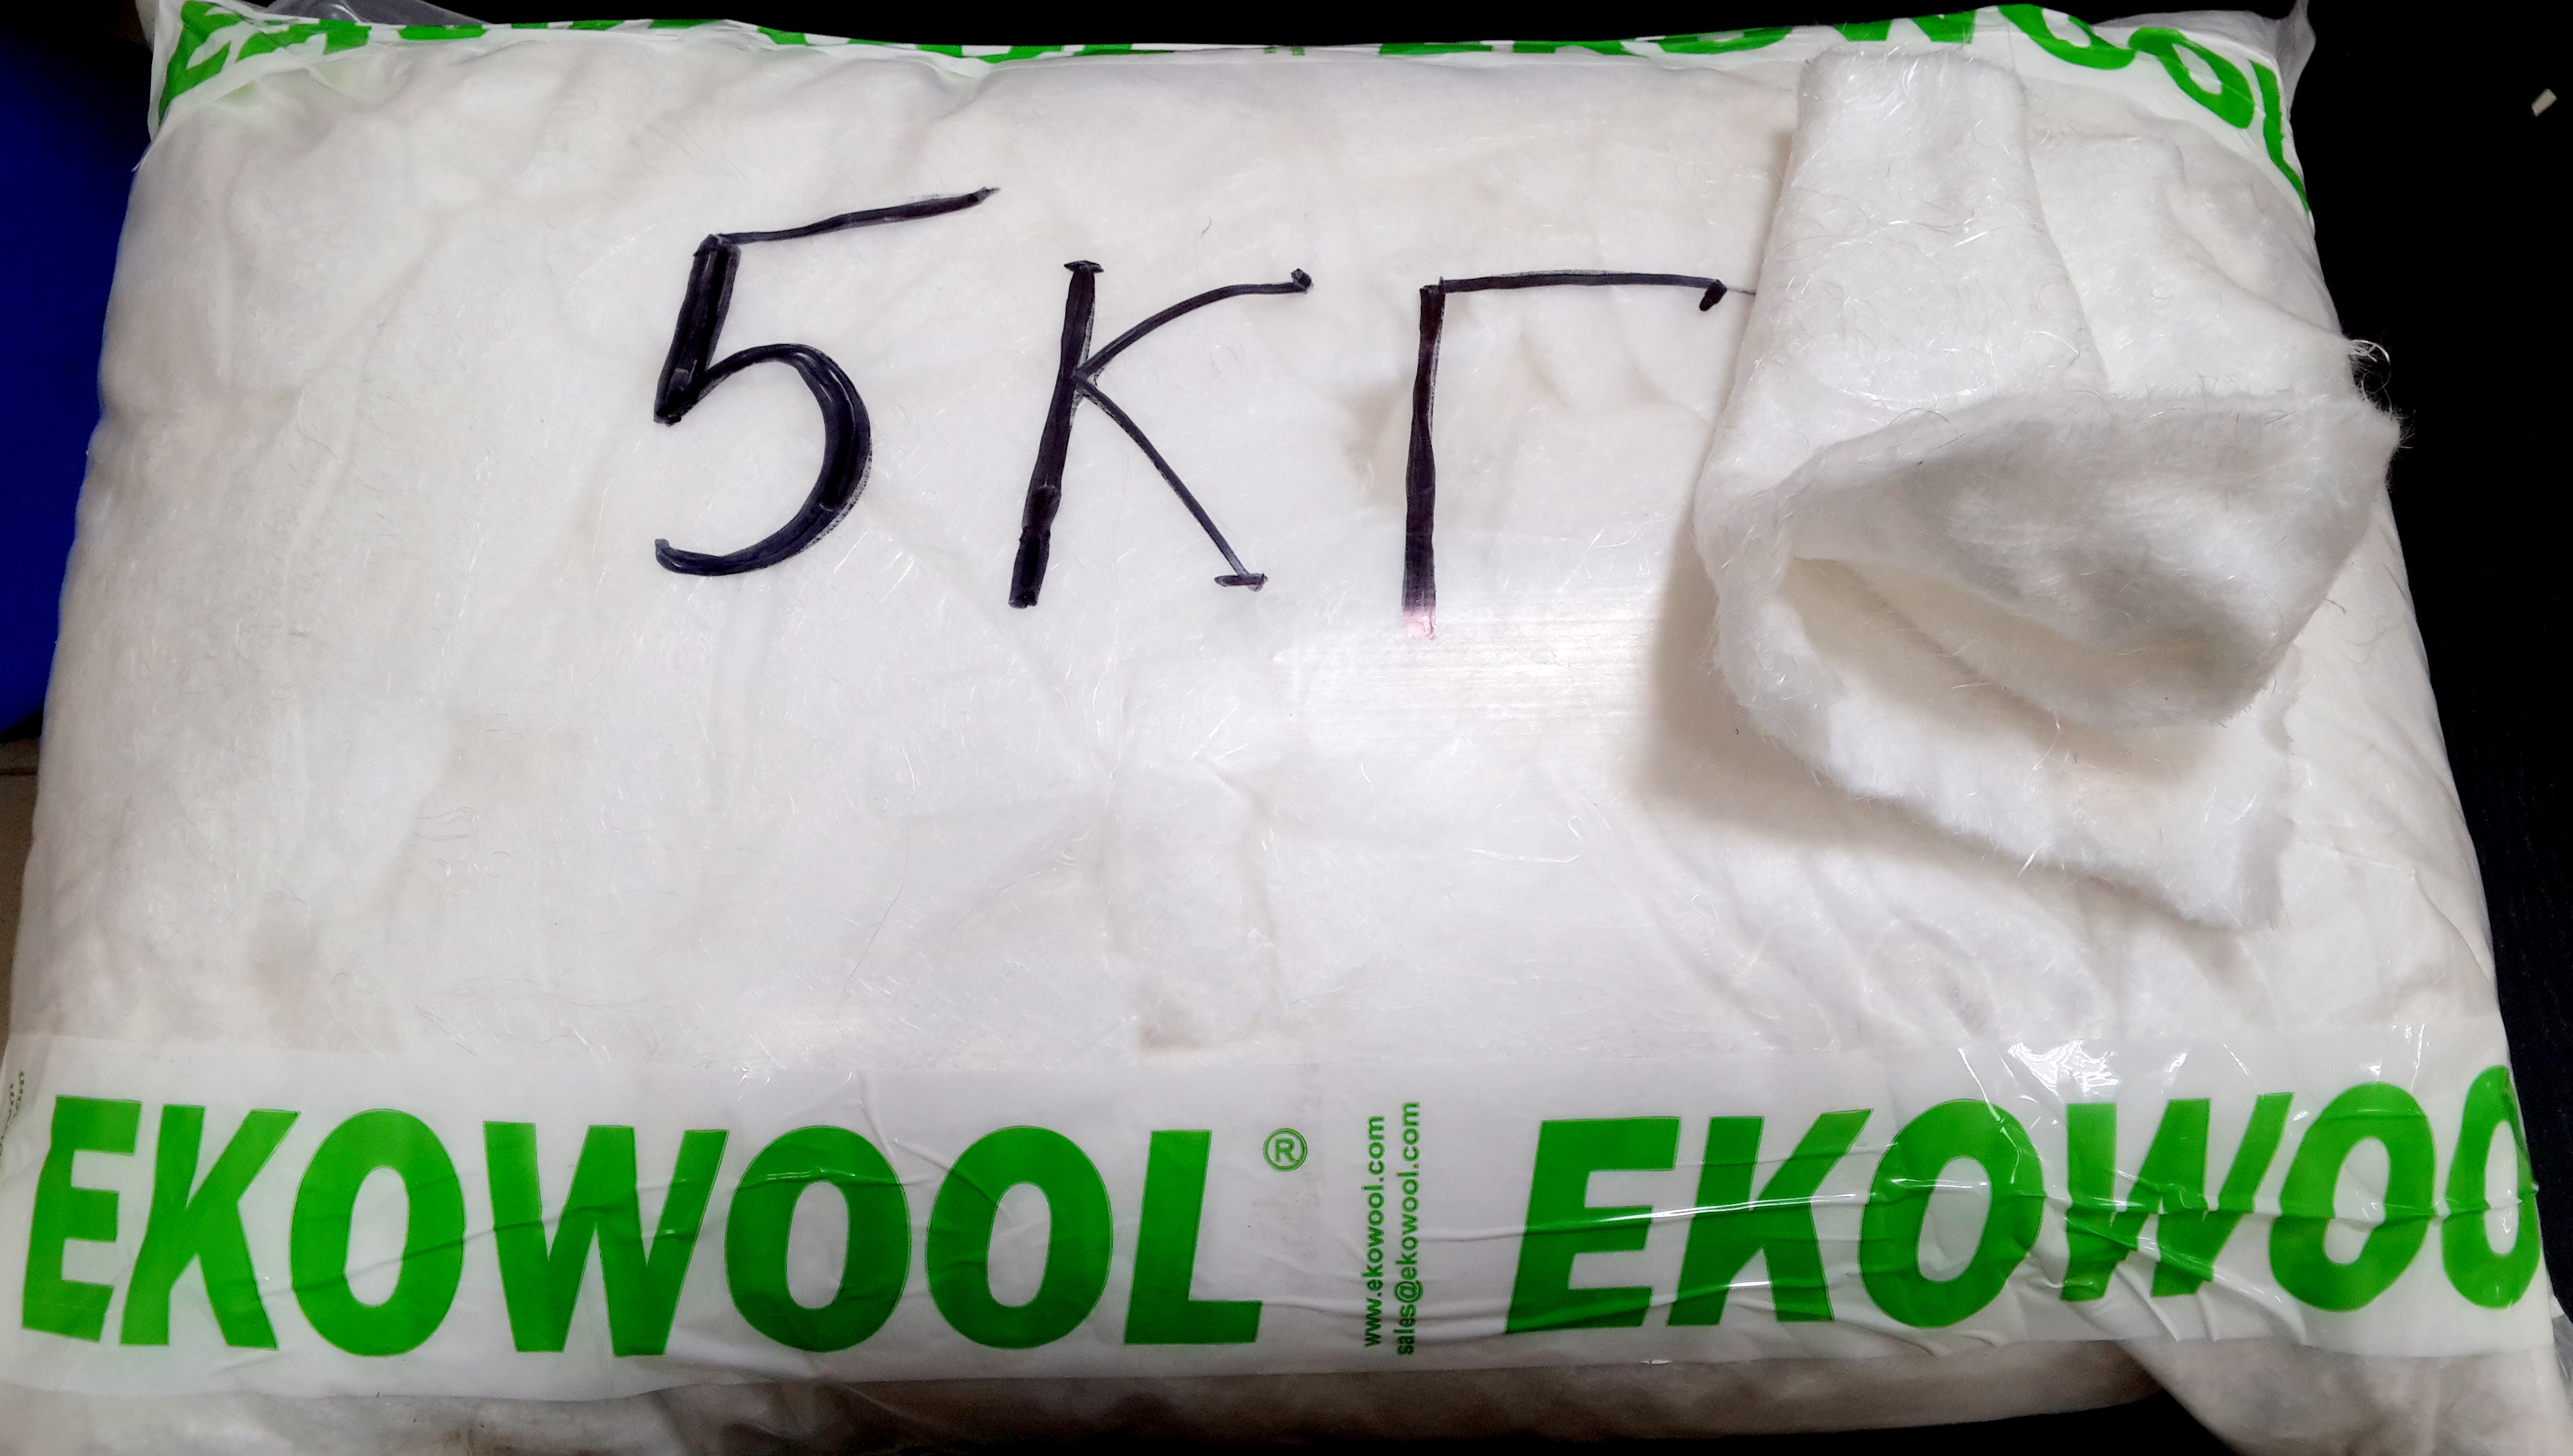 5 кг
EKOWOOL® www.ekowool.com EKOWOO
sales@ekowool.com